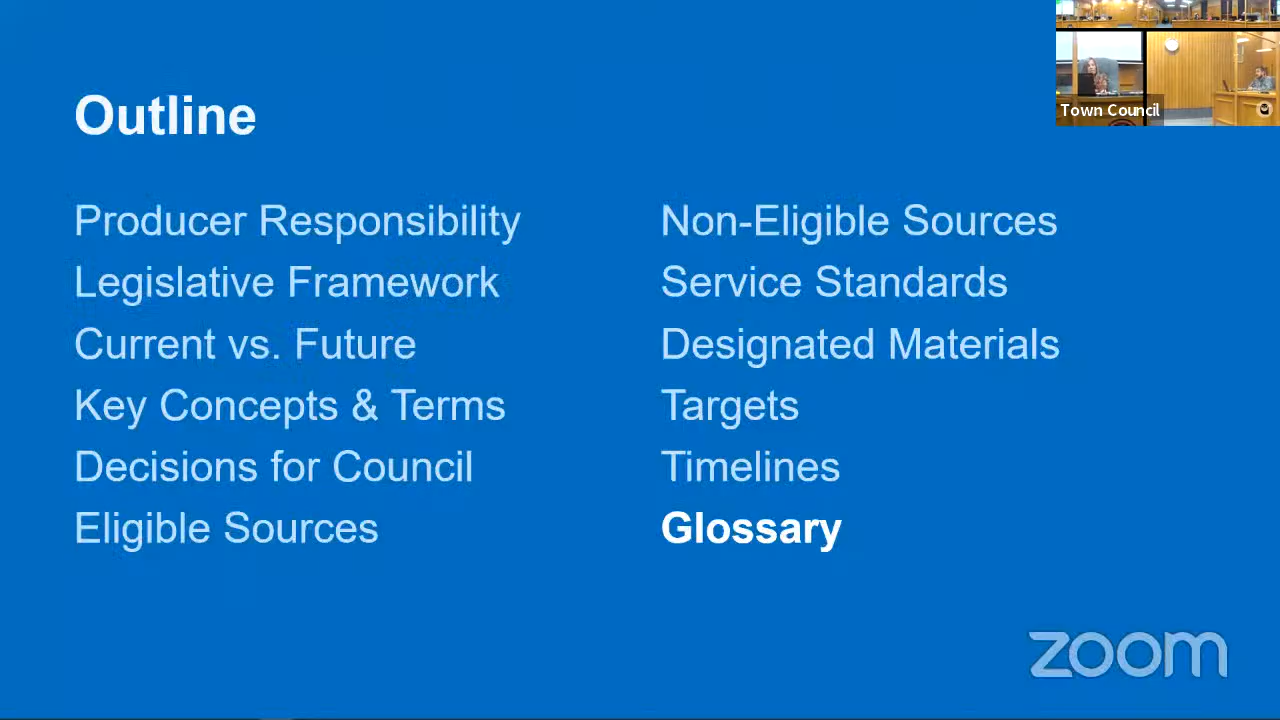 Outline
Producer Responsibility
Legislative Framework
Current vs. Future
Key Concepts & Terms
Decisions for Council
Eligible Sources
Non-Eligible Sources
Service Standards
Designated Materials
Targets
Timelines
Glossary
Town Council
zoom